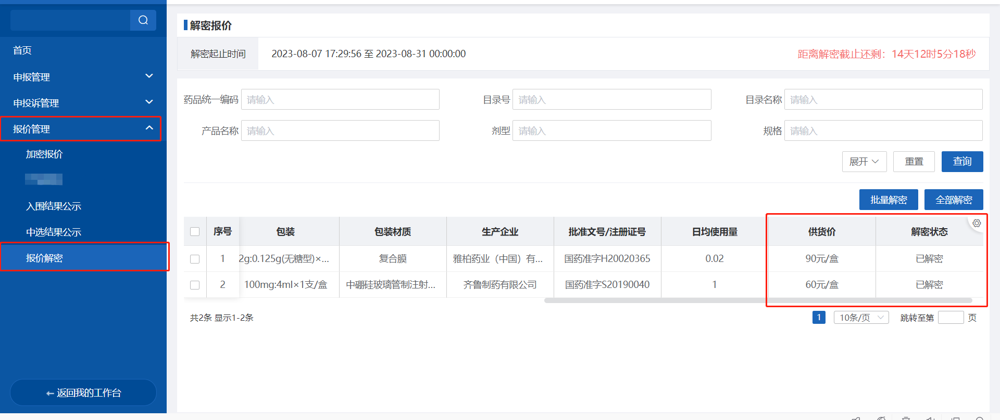 首页
申报管理
申投诉管理
报价管理
加密报价
入围结果公示
中选结果公示
报价解密
返回我的工作台
解密报价
解密起止时间 2023-08-07 17:29:56 至 2023-08-31 00:00:00 距离解密截止还剩：14天12时5分18秒
药品统一编码 请输入 目录号 请输入 目录名称 请输入
产品名称 请输入 剂型 请输入 规格 请输入
展开 重置 查询
批量解密 全部解密
序号 包装 包装材质 生产企业 批准文号/注册证号 日均使用量 供货价 解密状态
1 2g:0.125g(无糖型)×... 复合膜 雅柏药业（中国）有... 国药准字H20020365 0.02 90元/盒 已解密
2 100mg:4ml×1支/盒 中硼硅玻璃管制注射... 齐鲁制药有限公司 国药准字S20190040 1 60元/盒 已解密
共2条 显示1-2条 1 10条/页 跳转至第 页